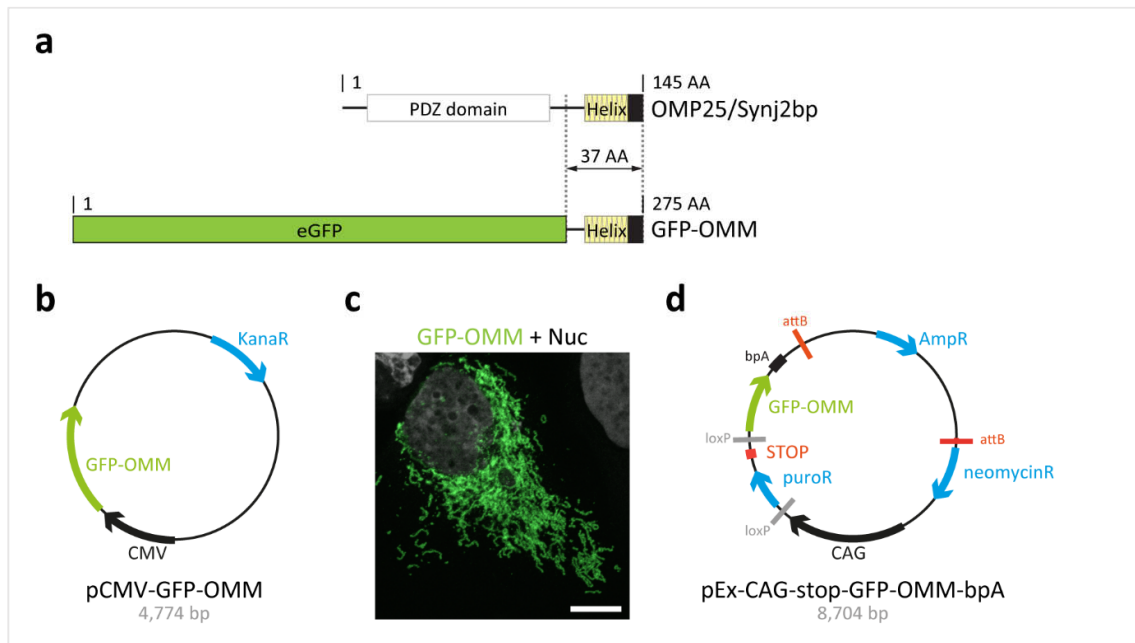 a
1
145 AA
PDZ domain
Helix
OMP25/Synj2bp
37 AA
1
275 AA
eGFP
Helix
GFP-OMM
b
KanaR
GFP-OMM
CMV
pCMV-GFP-OMM
4,774 bp
c
GFP-OMM + Nuc
d
attB
bpA
AmpR
GFP-OMM
loxP
STOP
attB
puroR
neomycinR
loxP
CAG
pEx-CAG-stop-GFP-OMM-bpA
8,704 bp